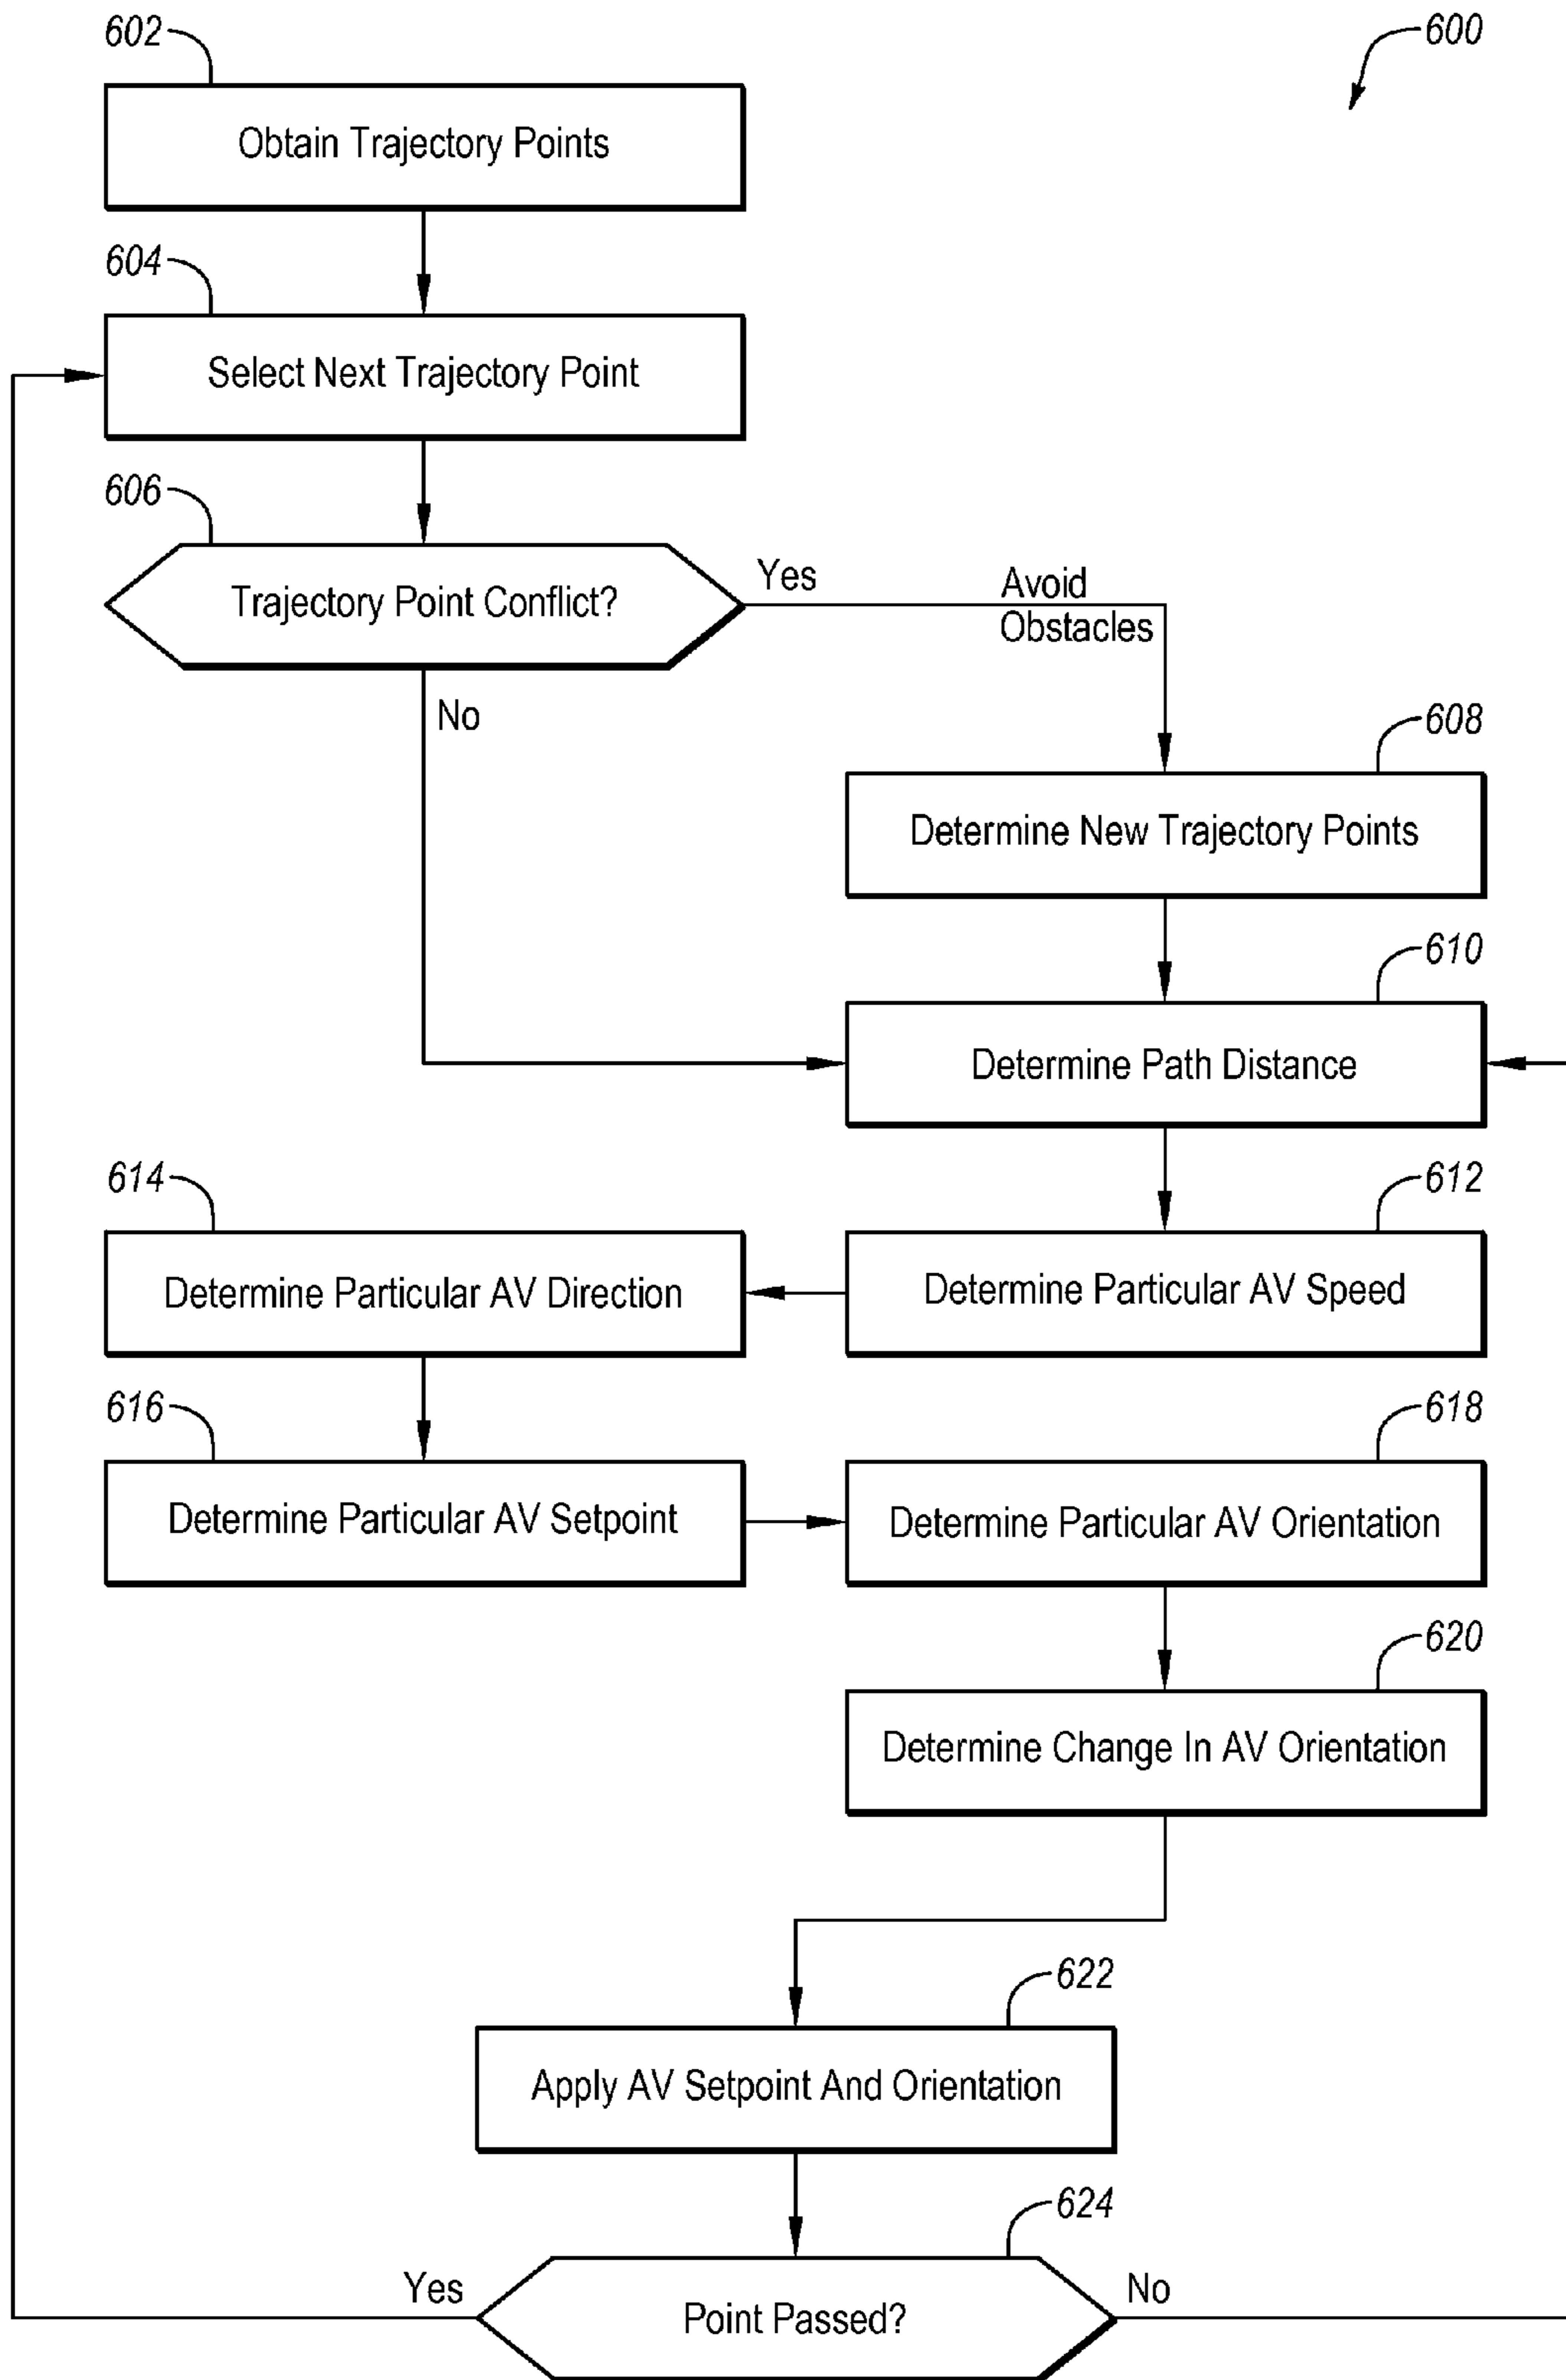 602
600
Obtain Trajectory Points
604
Select Next Trajectory Point
606
Trajectory Point Conflict?
Yes
Avoid
Obstacles
No
608
Determine New Trajectory Points
610
Determine Path Distance
612
Determine Particular AV Speed
614
Determine Particular AV Direction
616
Determine Particular AV Setpoint
618
Determine Particular AV Orientation
620
Determine Change In AV Orientation
622
Apply AV Setpoint And Orientation
624
Point Passed?
Yes
No